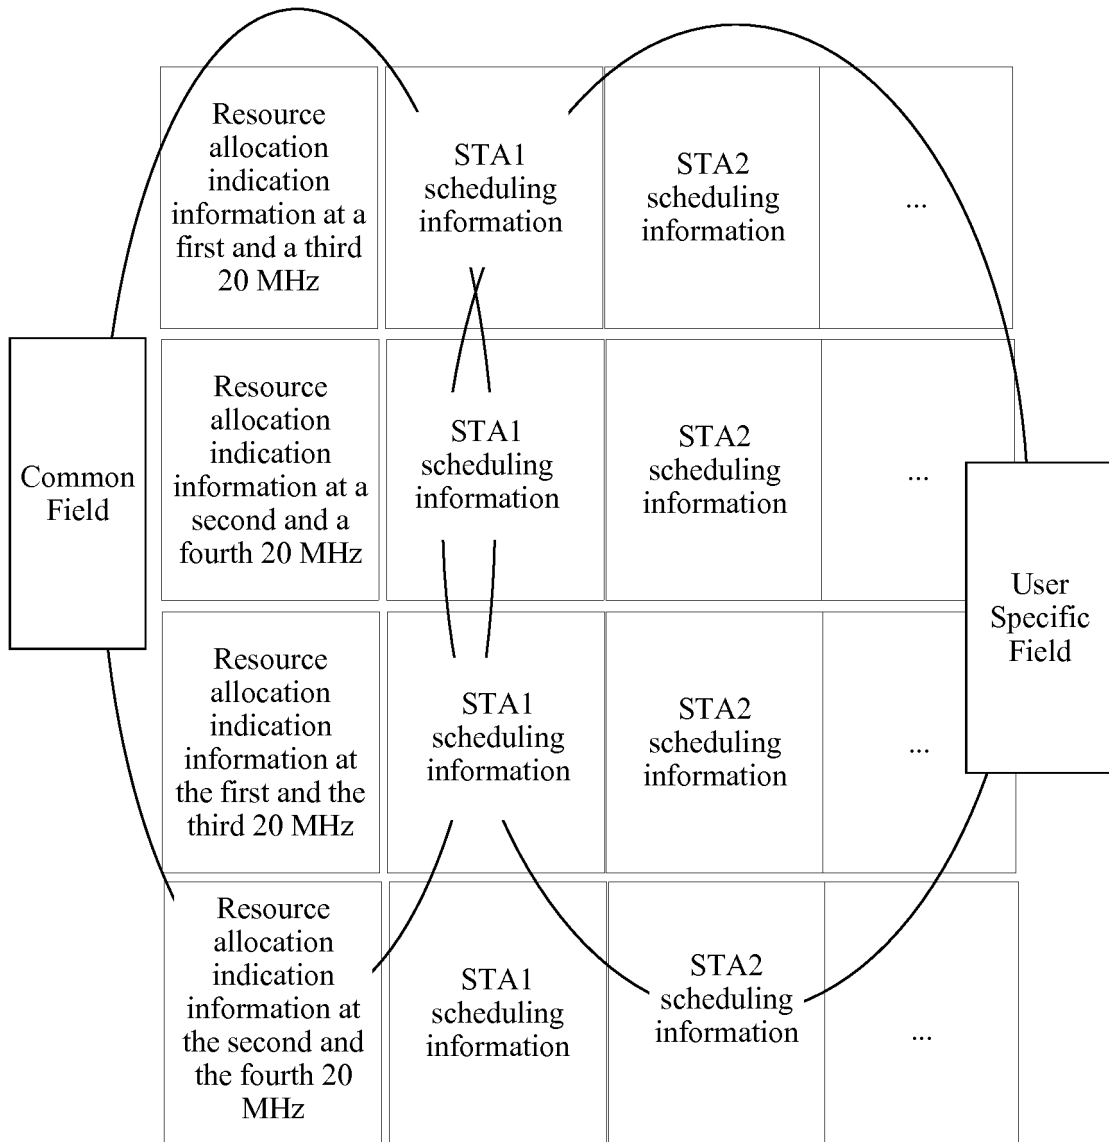 Resource
allocation
indication
information at a
first and a third
20 MHz
STA1
scheduling
information
STA2
scheduling
information
...
Common
Field
Resource
allocation
indication
information at a
second and a
fourth 20 MHz
STA1
scheduling
information
STA2
scheduling
information
...
User
Specific
Field
Resource
allocation
indication
information at
the first and the
third 20 MHz
STA1
scheduling
information
STA2
scheduling
information
...
Resource
allocation
indication
information at
the second and
the fourth 20
MHz
STA1
scheduling
information
STA2
scheduling
information
...